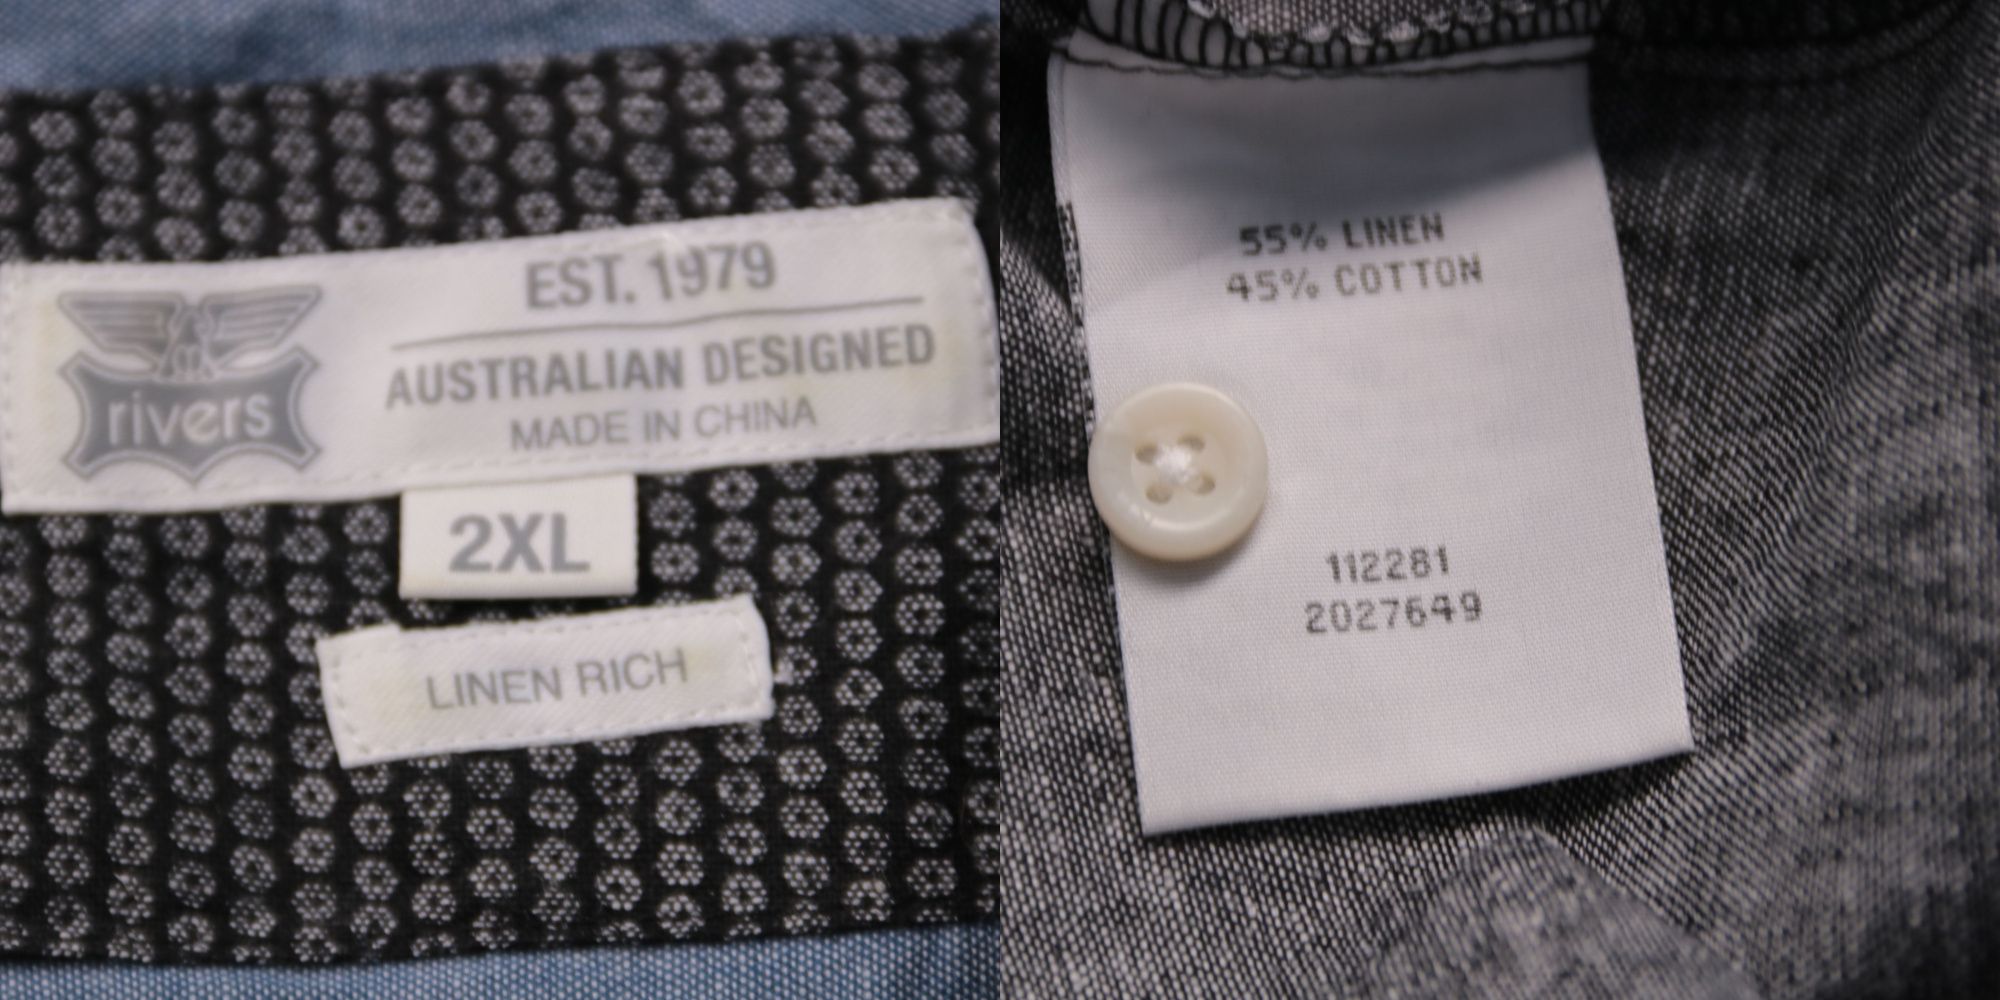 rivers
EST. 1979
AUSTRALIAN DESIGNED
MADE IN CHINA
2XL
LINEN RICH
55% LINEN
45% COTTON
112281
2027649